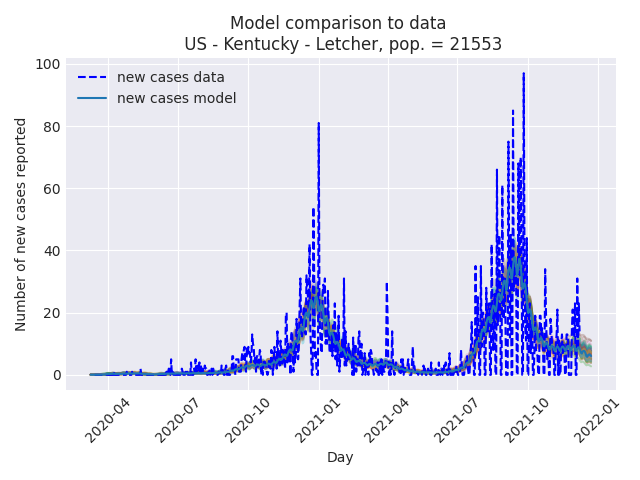 Model comparison to data
US - Kentucky - Letcher, pop. = 21553
new cases data
new cases model
Number of new cases reported
100
80
60
40
20
0
2020-04
2020-07
2020-10
2021-01
2021-04
2021-07
2021-10
2022-01
Day